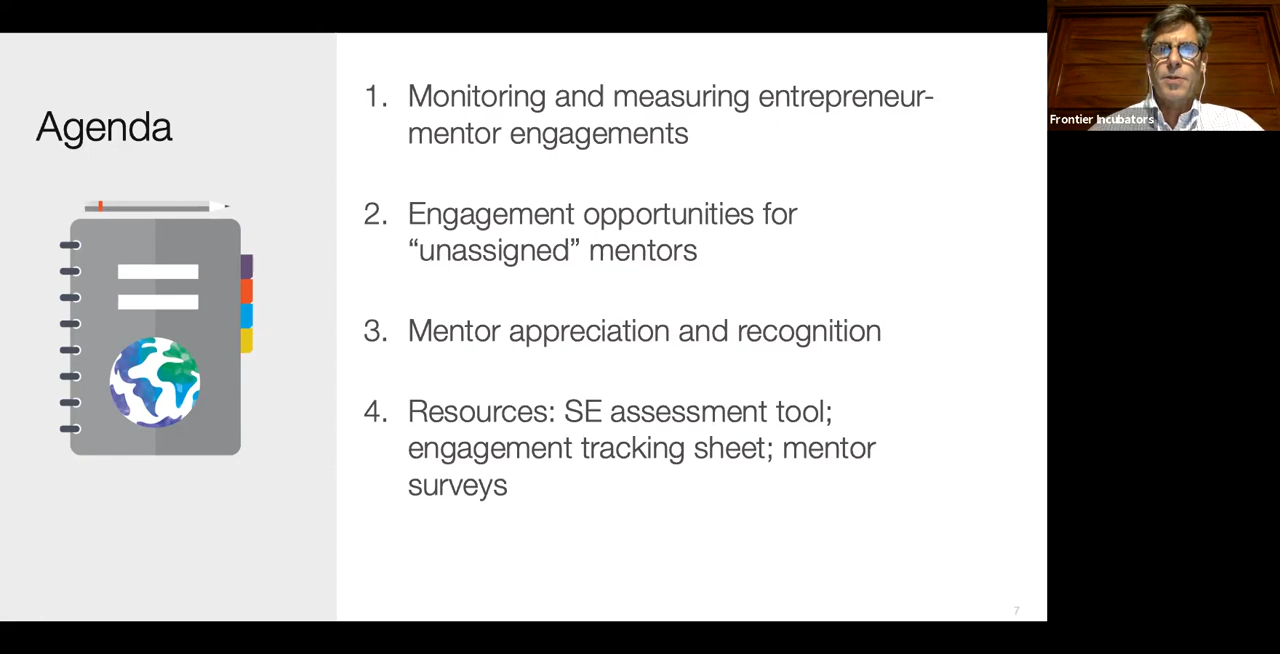 Agenda
1. Monitoring and measuring entrepreneur-
mentor engagements
2. Engagement opportunities for
“unassigned” mentors
3. Mentor appreciation and recognition
4. Resources: SE assessment tool;
engagement tracking sheet; mentor
surveys
7
Frontier Incubators